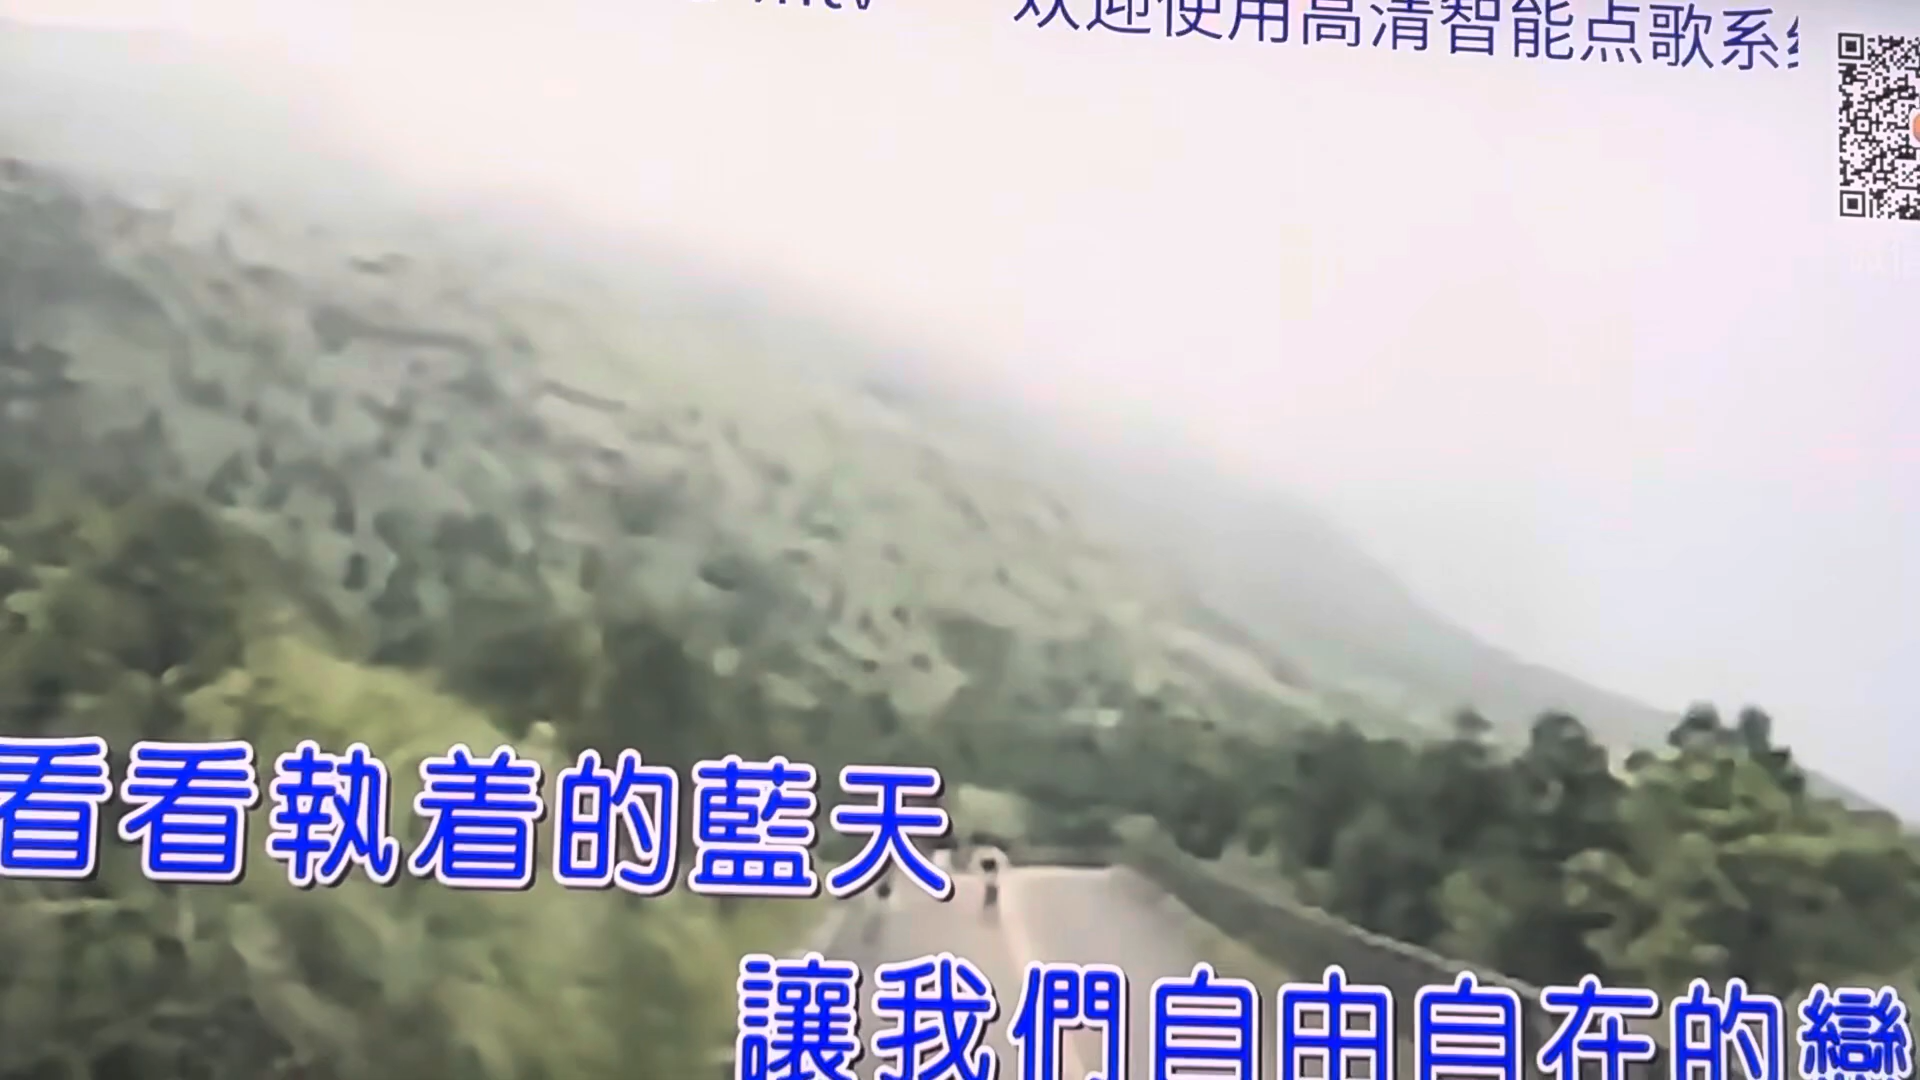 欢迎使用高清智能点歌系
看看執着的藍天
讓我們自由自在的戀